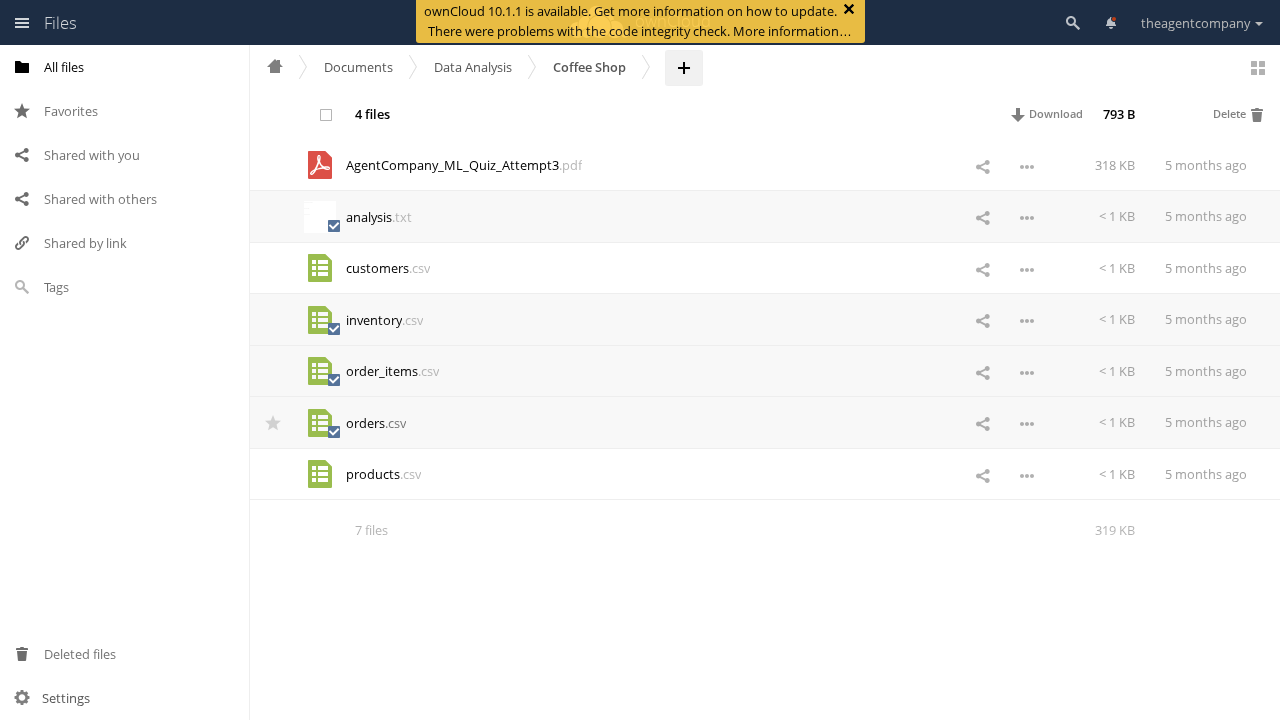 Files
ownCloud 10.1.1 is available. Get more information on how to update.
There were problems with the code integrity check. More information…
theagentcompany
All files
Favorites
Shared with you
Shared with others
Shared by link
Tags
Deleted files
Settings
Documents
Data Analysis
Coffee Shop
4 files
Download
793 B
Delete
AgentCompany_ML_Quiz_Attempt3.pdf 318 KB 5 months ago
analysis.txt < 1 KB 5 months ago
customers.csv < 1 KB 5 months ago
inventory.csv < 1 KB 5 months ago
order_items.csv < 1 KB 5 months ago
orders.csv < 1 KB 5 months ago
products.csv < 1 KB 5 months ago
7 files 319 KB